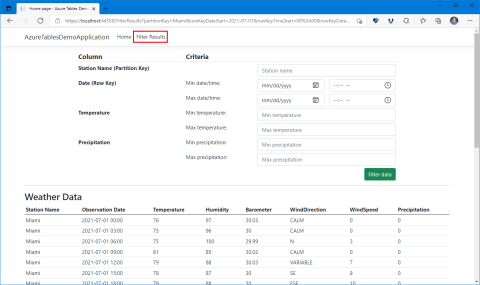 Home page - Azure Tables Demo
https://localhost:44358/FilterResults?partitionKey=Miami&rowKeyDateStart=2021-07-01&rowKeyTimeStart=00%3A00&rowKeyDate...
AzureTablesDemoApplication Home Filter Results
Column Criteria
Station Name (Partition Key) Station name
Date (Row Key) Min date/time: mm/dd/yyyy --:-- --
Max date/time: mm/dd/yyyy --:-- --
Temperature Min temperature: Min temperature
Max temperature: Max temperature
Precipitation Min precipitation: Min precipitation
Max precipitation: Max precipitation
Filter data
Weather Data
Station Name Observation Date Temperature Humidity Barometer WindDirection WindSpeed Precipitation
Miami 2021-07-01 00:00 76 97 30.03 CALM 0 0
Miami 2021-07-01 03:00 75 96 30 CALM 0 0
Miami 2021-07-01 06:00 75 100 29.99 N 3 0
Miami 2021-07-01 09:00 81 85 30.02 CALM 0 0
Miami 2021-07-01 12:00 79 88 30.03 VARIABLE 7 0
Miami 2021-07-01 15:00 78 87 30 SE 8 0
Miami 2021-07-01 18:00 79 88 30 ESE 10 0